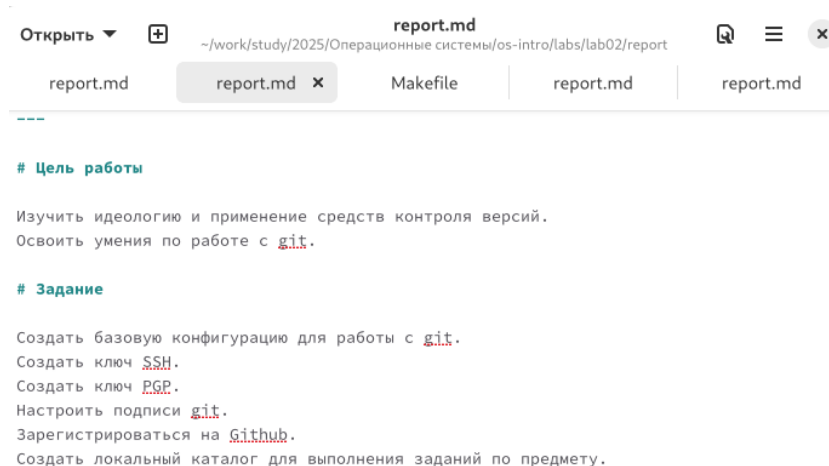 Открыть
report.md
~/work/study/2025/Операционные системы/os-intro/labs/lab02/report
report.md report.md Makefile report.md report.md
---
# Цель работы
Изучить идеологию и применение средств контроля версий.
Освоить умения по работе с git.
# Задание
Создать базовую конфигурацию для работы с git.
Создать ключ SSH.
Создать ключ PGP.
Настроить подписи git.
Зарегистрироваться на Github.
Создать локальный каталог для выполнения заданий по предмету.